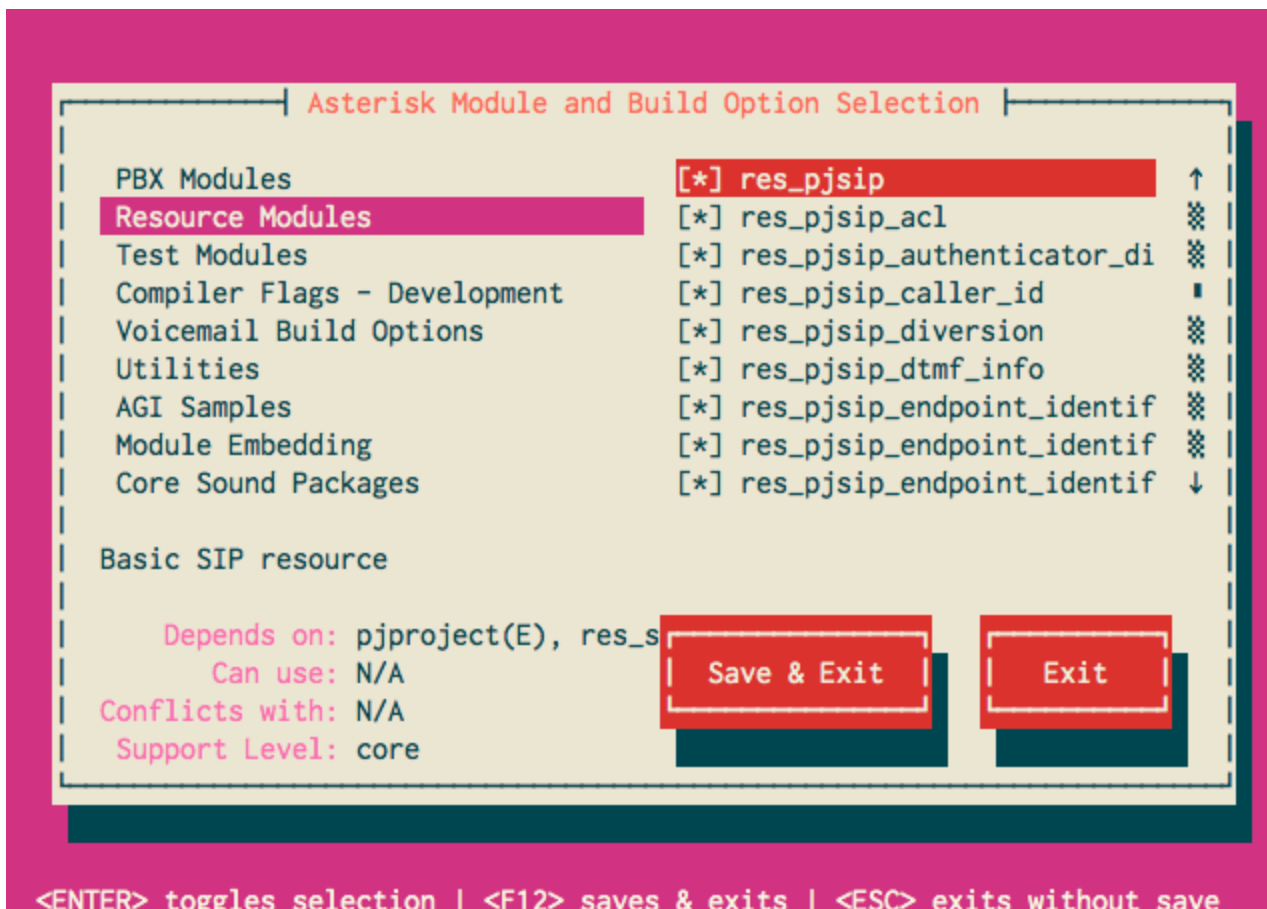 Asterisk Module and Build Option Selection
PBX Modules [*] res_pjsip ↑
Resource Modules [*] res_pjsip_acl
Test Modules [*] res_pjsip_authenticator_di
Compiler Flags - Development [*] res_pjsip_caller_id
Voicemail Build Options [*] res_pjsip_diversion
Utilities [*] res_pjsip_dtmf_info
AGI Samples [*] res_pjsip_endpoint_identif
Module Embedding [*] res_pjsip_endpoint_identif
Core Sound Packages [*] res_pjsip_endpoint_identif ↓
Basic SIP resource
Depends on: pjproject(E), res_s
Can use: N/A Save & Exit Exit
Conflicts with: N/A
Support Level: core
<ENTER> toggles selection | <F12> saves & exits | <ESC> exits without save